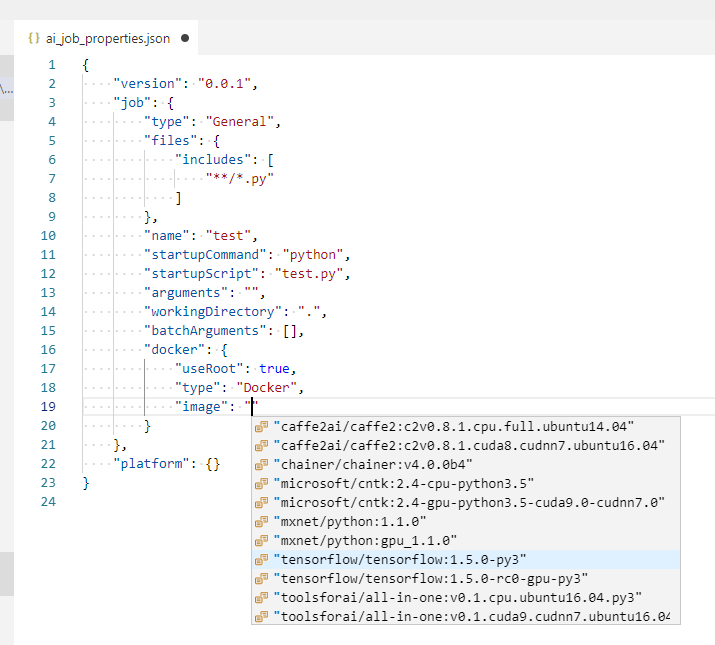 {} ai_job_properties.json ●
\...
1 {
2 "version": "0.0.1",
3 "job": {
4 "type": "General",
5 "files": {
6 "includes": [
7 "**/*.py"
8 ]
9 },
10 "name": "test",
11 "startupCommand": "python",
12 "startupScript": "test.py",
13 "arguments": "",
14 "workingDirectory": ".",
15 "batchArguments": [],
16 "docker": {
17 "useRoot": true,
18 "type": "Docker",
19 "image": ""
20 }
21 },
22 "platform": {}
23 }
24
"caffe2ai/caffe2:c2v0.8.1.cpu.full.ubuntu14.04"
"caffe2ai/caffe2:c2v0.8.1.cuda8.cudnn7.ubuntu16.04"
"chainer/chainer:v4.0.0b4"
"microsoft/cntk:2.4-cpu-python3.5"
"microsoft/cntk:2.4-gpu-python3.5-cuda9.0-cudnn7.0"
"mxnet/python:1.1.0"
"mxnet/python:gpu_1.1.0"
"tensorflow/tensorflow:1.5.0-py3"
"tensorflow/tensorflow:1.5.0-rc0-gpu-py3"
"toolsforai/all-in-one:v0.1.cpu.ubuntu16.04.py3"
"toolsforai/all-in-one:v0.1.cuda9.cudnn7.ubuntu16.04